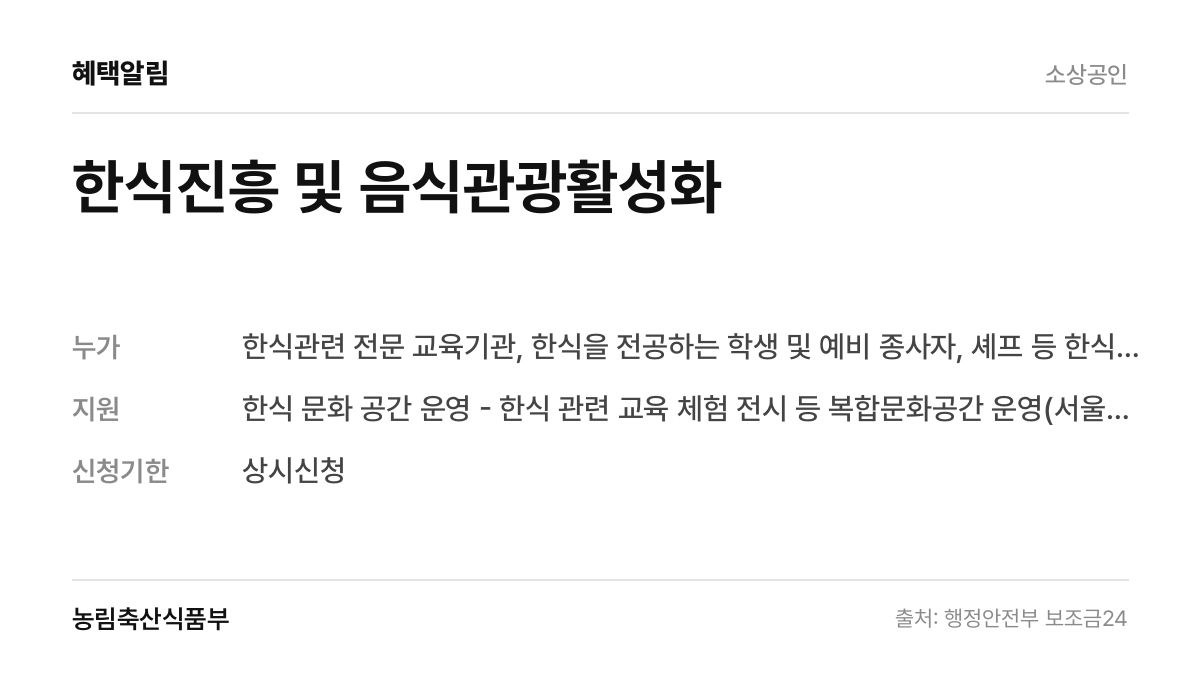 혜택알림
소상공인
한식진흥 및 음식관광활성화
누가 한식관련 전문 교육기관, 한식을 전공하는 학생 및 예비 종사자, 셰프 등 한식...
지원 한식 문화 공간 운영 - 한식 관련 교육 체험 전시 등 복합문화공간 운영(서울...
신청기한 상시신청
농림축산식품부
출처: 행정안전부 보조금24